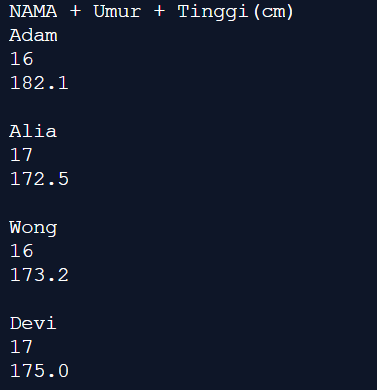 NAMA + Umur + Tinggi(cm)
Adam
16
182.1

Alia
17
172.5

Wong
16
173.2

Devi
17
175.0